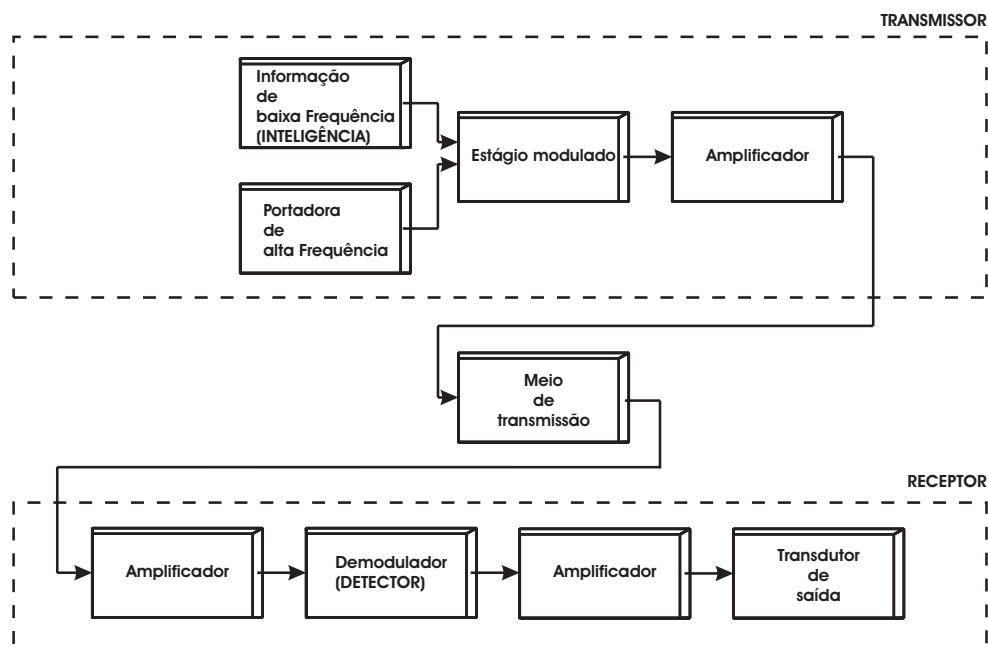 TRANSMISSOR
Informação
de
baixa Frequência
(INTELIGÊNCIA)
Portadora
de
alta Frequência
Estágio modulado
Amplificador
Meio
de
transmissão
RECEPTOR
Amplificador
Demodulador
(DETECTOR)
Amplificador
Transdutor
de
saída